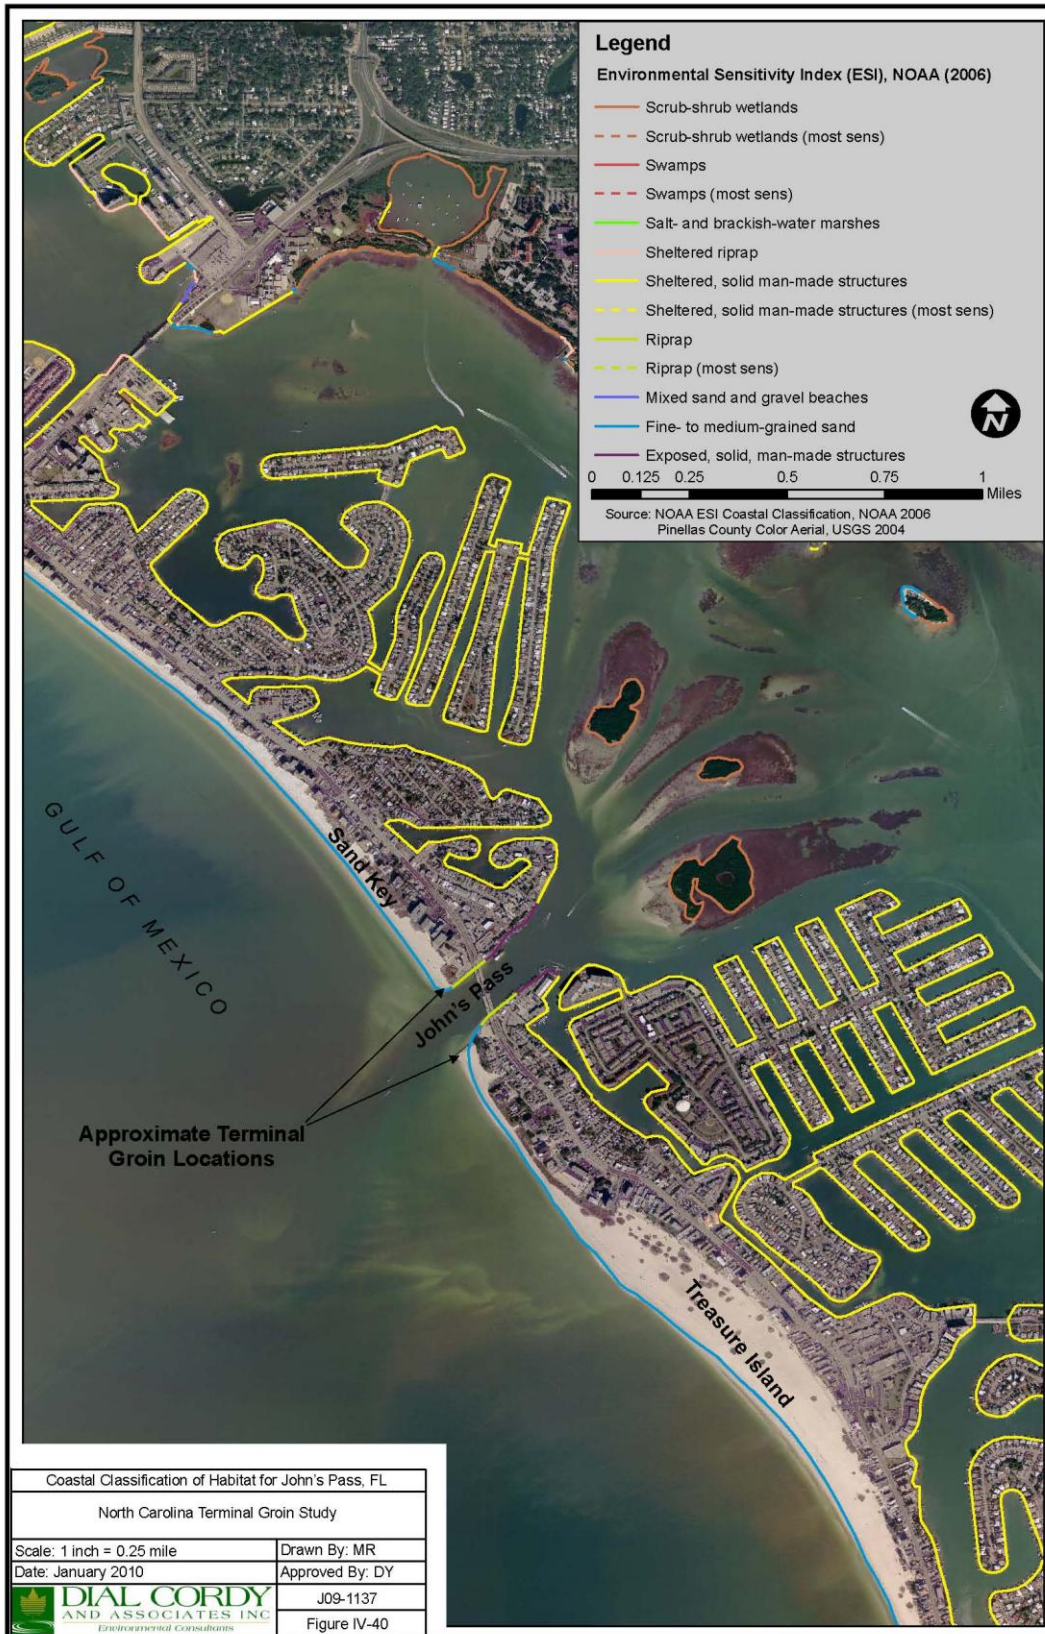 Legend
Environmental Sensitivity Index (ESI), NOAA (2006)
Scrub-shrub wetlands
Scrub-shrub wetlands (most sens)
Swamps
Swamps (most sens)
Salt- and brackish-water marshes
Sheltered riprap
Sheltered, solid man-made structures
Sheltered, solid man-made structures (most sens)
Riprap
Riprap (most sens)
Mixed sand and gravel beaches
Fine- to medium-grained sand
Exposed, solid, man-made structures
N
0 0.125 0.25 0.5 0.75 1
Miles
Source: NOAA ESI Coastal Classification, NOAA 2006
Pinellas County Color Aerial, USGS 2004
GULF OF MEXICO
Sand Key
John's Pass
Approximate Terminal
Groin Locations
Treasure Island
Coastal Classification of Habitat for John's Pass, FL
North Carolina Terminal Groin Study
Scale: 1 inch = 0.25 mile
Drawn By: MR
Date: January 2010
Approved By: DY
DIAL CORDY
AND ASSOCIATES INC
Environmental Consultants
J09-1137
Figure IV-40